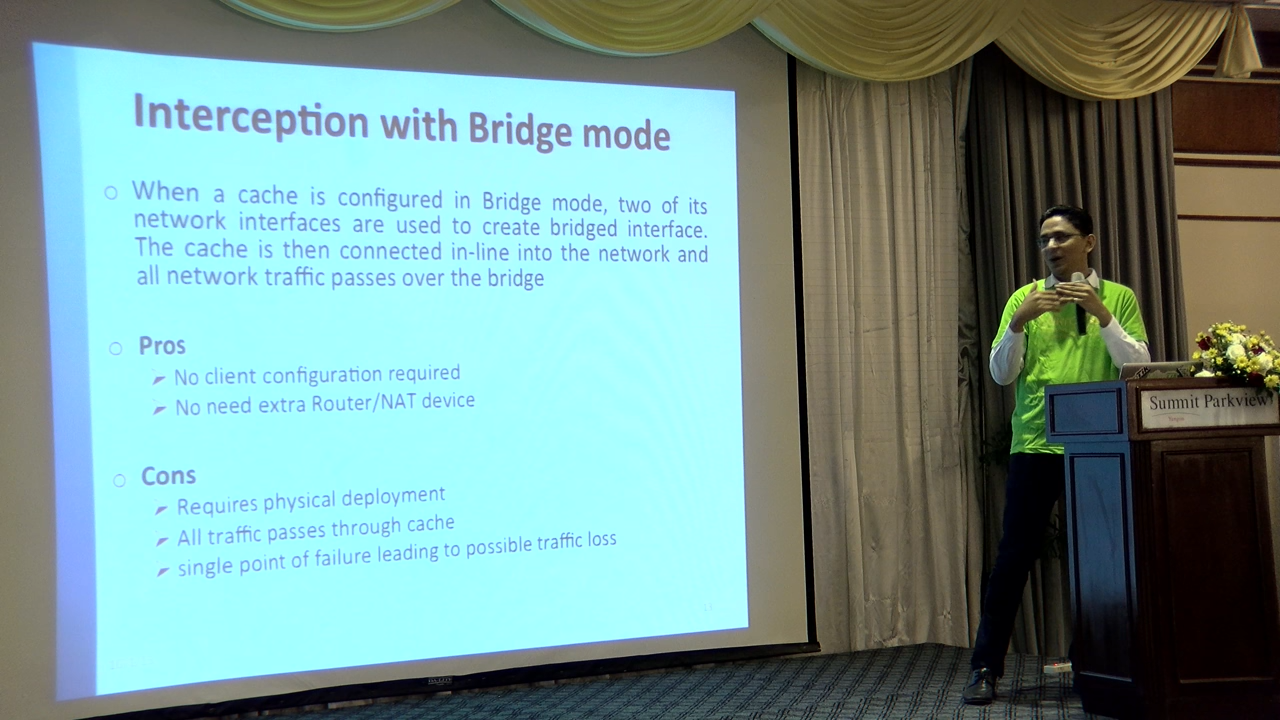 Interception with Bridge mode
○ When a cache is configured in Bridge mode, two of its
network interfaces are used to create bridged interface.
The cache is then connected in-line into the network and
all network traffic passes over the bridge
○ Pros
No client configuration required
No need extra Router/NAT device
○ Cons
Requires physical deployment
All traffic passes through cache
single point of failure leading to possible traffic loss
Summit Parkview